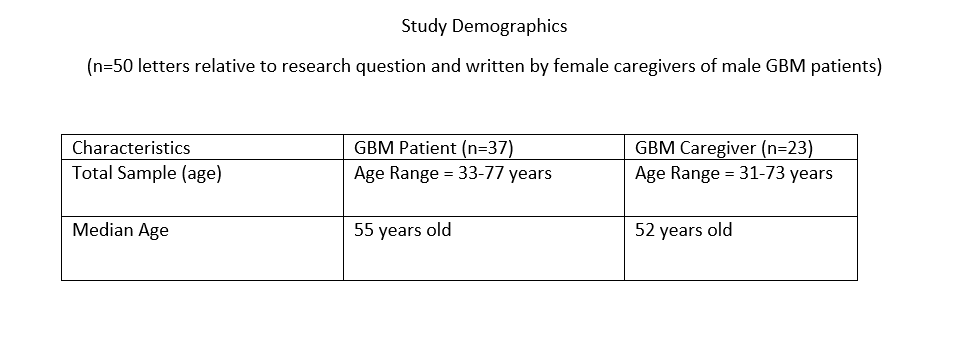 Study Demographics
(n=50 letters relative to research question and written by female caregivers of male GBM patients)
Characteristics GBM Patient (n=37) GBM Caregiver (n=23)
Total Sample (age) Age Range = 33-77 years Age Range = 31-73 years
Median Age 55 years old 52 years old